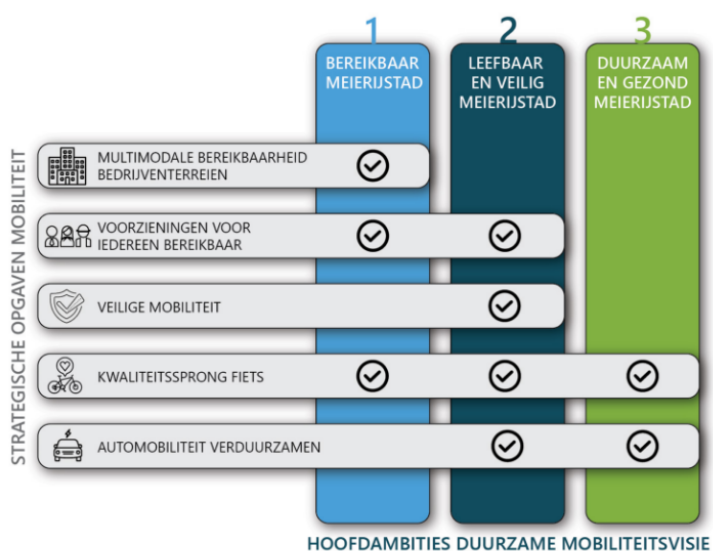 1
BEREIKBAAR
MEIERIJSTAD
2
LEEFBAAR
EN VEILIG
MEIERIJSTAD
3
DUURZAAM
EN GEZOND
MEIERIJSTAD
STRATEGISCHE OPGAVEN MOBILITEIT
MULTIMODALE BEREIKBAARHEID
BEDRIJVENTERREIEN
VOORZIENINGEN VOOR
IEDEREEN BEREIKBAAR
VEILIGE MOBILITEIT
KWALITEITSSPRONG FIETS
AUTOMOBILITEIT VERDUURZAMEN
HOOFDAMBITIES DUURZAME MOBILITEITSVISIE